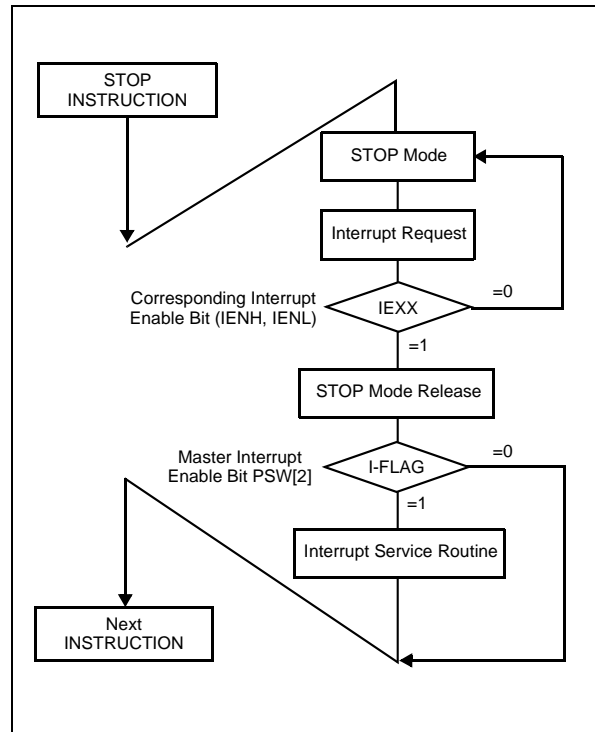 STOP
INSTRUCTION
STOP Mode
Interrupt Request
Corresponding Interrupt
Enable Bit (IENH, IENL)
IEXX
=0
=1
STOP Mode Release
Master Interrupt
Enable Bit PSW[2]
I-FLAG
=0
=1
Interrupt Service Routine
Next
INSTRUCTION